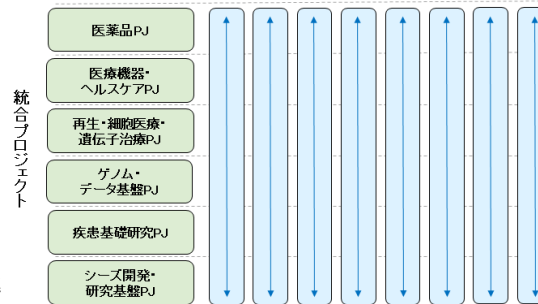 統合プロジェクト
医薬品PJ
医療機器・
ヘルスケアPJ
再生・細胞医療・
遺伝子治療PJ
ゲノム・
データ基盤PJ
疾患基礎研究PJ
シーズ開発・
研究基盤PJ